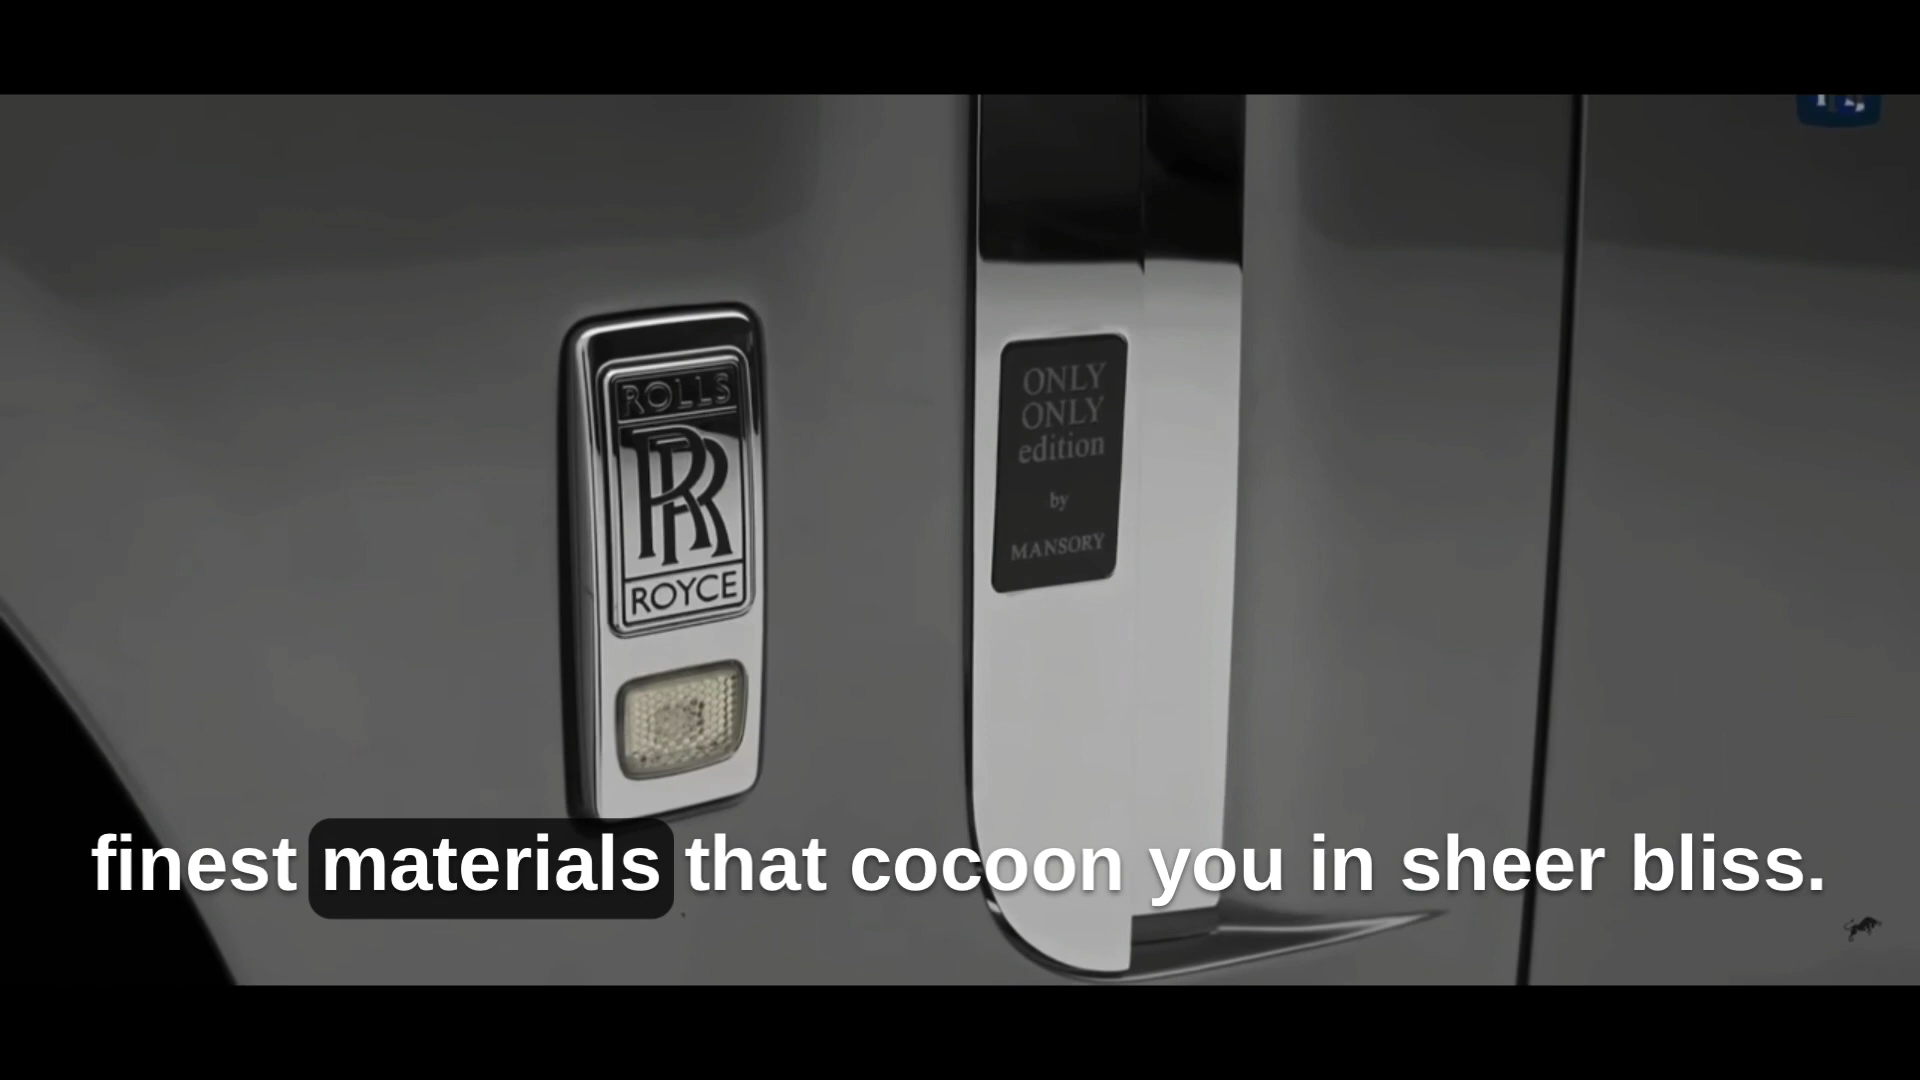 ROLLS
RR
ROYCE
ONLY
ONLY
edition
by
MANSORY
finest materials that cocoon you in sheer bliss.